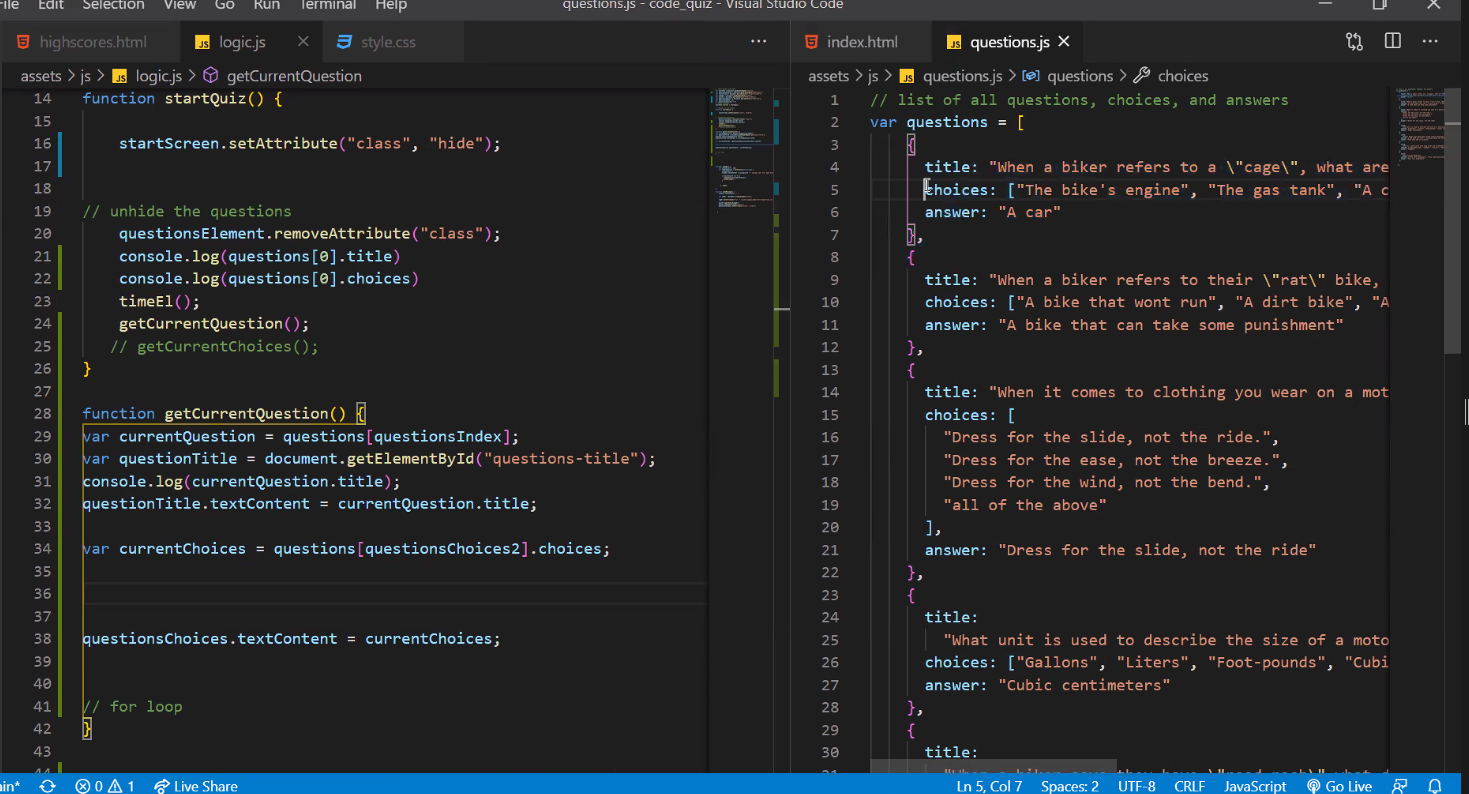 File Edit Selection View Go Run Terminal Help
questions.js - code_quiz - Visual Studio Code
highscores.html
JS logic.js
style.css
index.html
JS questions.js
assets > js > JS logic.js > getCurrentQuestion
assets > js > JS questions.js > questions > choices
14 function startQuiz() {
15
16 startScreen.setAttribute("class", "hide");
17
18
19 // unhide the questions
20 questionsElement.removeAttribute("class");
21 console.log(questions[0].title)
22 console.log(questions[0].choices)
23 timeEl();
24 getCurrentQuestion();
25 // getCurrentChoices();
26 }
27
28 function getCurrentQuestion() {
29 var currentQuestion = questions[questionsIndex];
30 var questionTitle = document.getElementById("questions-title");
31 console.log(currentQuestion.title);
32 questionTitle.textContent = currentQuestion.title;
33
34 var currentChoices = questions[questionsChoices2].choices;
35
36
37
38 questionsChoices.textContent = currentChoices;
39
40
41 // for loop
42 }
43
44
1 // list of all questions, choices, and answers
2 var questions = [
3 {
4 title: "When a biker refers to a \"cage\", what are
5 choices: ["The bike's engine", "The gas tank", "A c
6 answer: "A car"
7 },
8 {
9 title: "When a biker refers to their \"rat\" bike,
10 choices: ["A bike that wont run", "A dirt bike", "A
11 answer: "A bike that can take some punishment"
12 },
13 {
14 title: "When it comes to clothing you wear on a mot
15 choices: [
16 "Dress for the slide, not the ride.",
17 "Dress for the ease, not the breeze.",
18 "Dress for the wind, not the bend.",
19 "all of the above"
20 ],
21 answer: "Dress for the slide, not the ride"
22 },
23 {
24 title:
25 "What unit is used to describe the size of a moto
26 choices: ["Gallons", "Liters", "Foot-pounds", "Cubi
27 answer: "Cubic centimeters"
28 },
29 {
30 title:
31 "When a biker says they have \"road rash\" what d
ain* 0 1 Live Share
Ln 5, Col 7 Spaces: 2 UTF-8 CRLF JavaScript Go Live